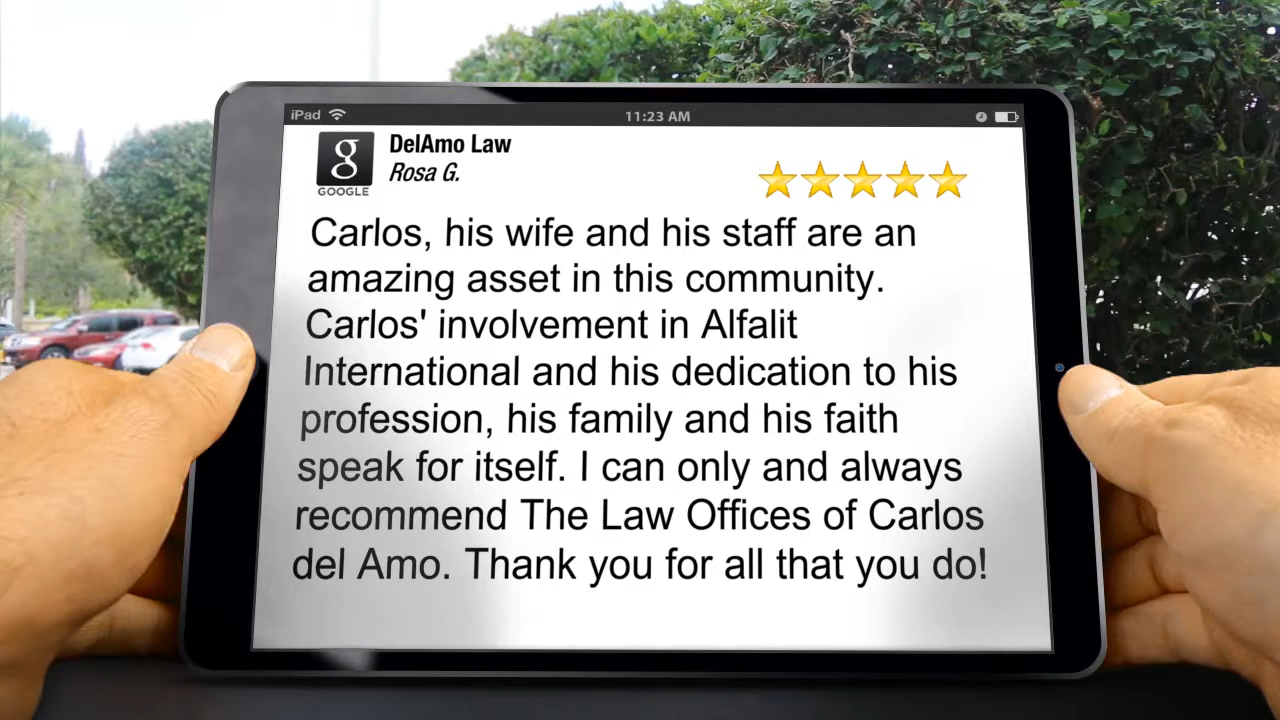 iPad 11:23 AM
g
GOOGLE
DelAmo Law
Rosa G.
Carlos, his wife and his staff are an
amazing asset in this community.
Carlos' involvement in Alfalit
International and his dedication to his
profession, his family and his faith
speak for itself. I can only and always
recommend The Law Offices of Carlos
del Amo. Thank you for all that you do!